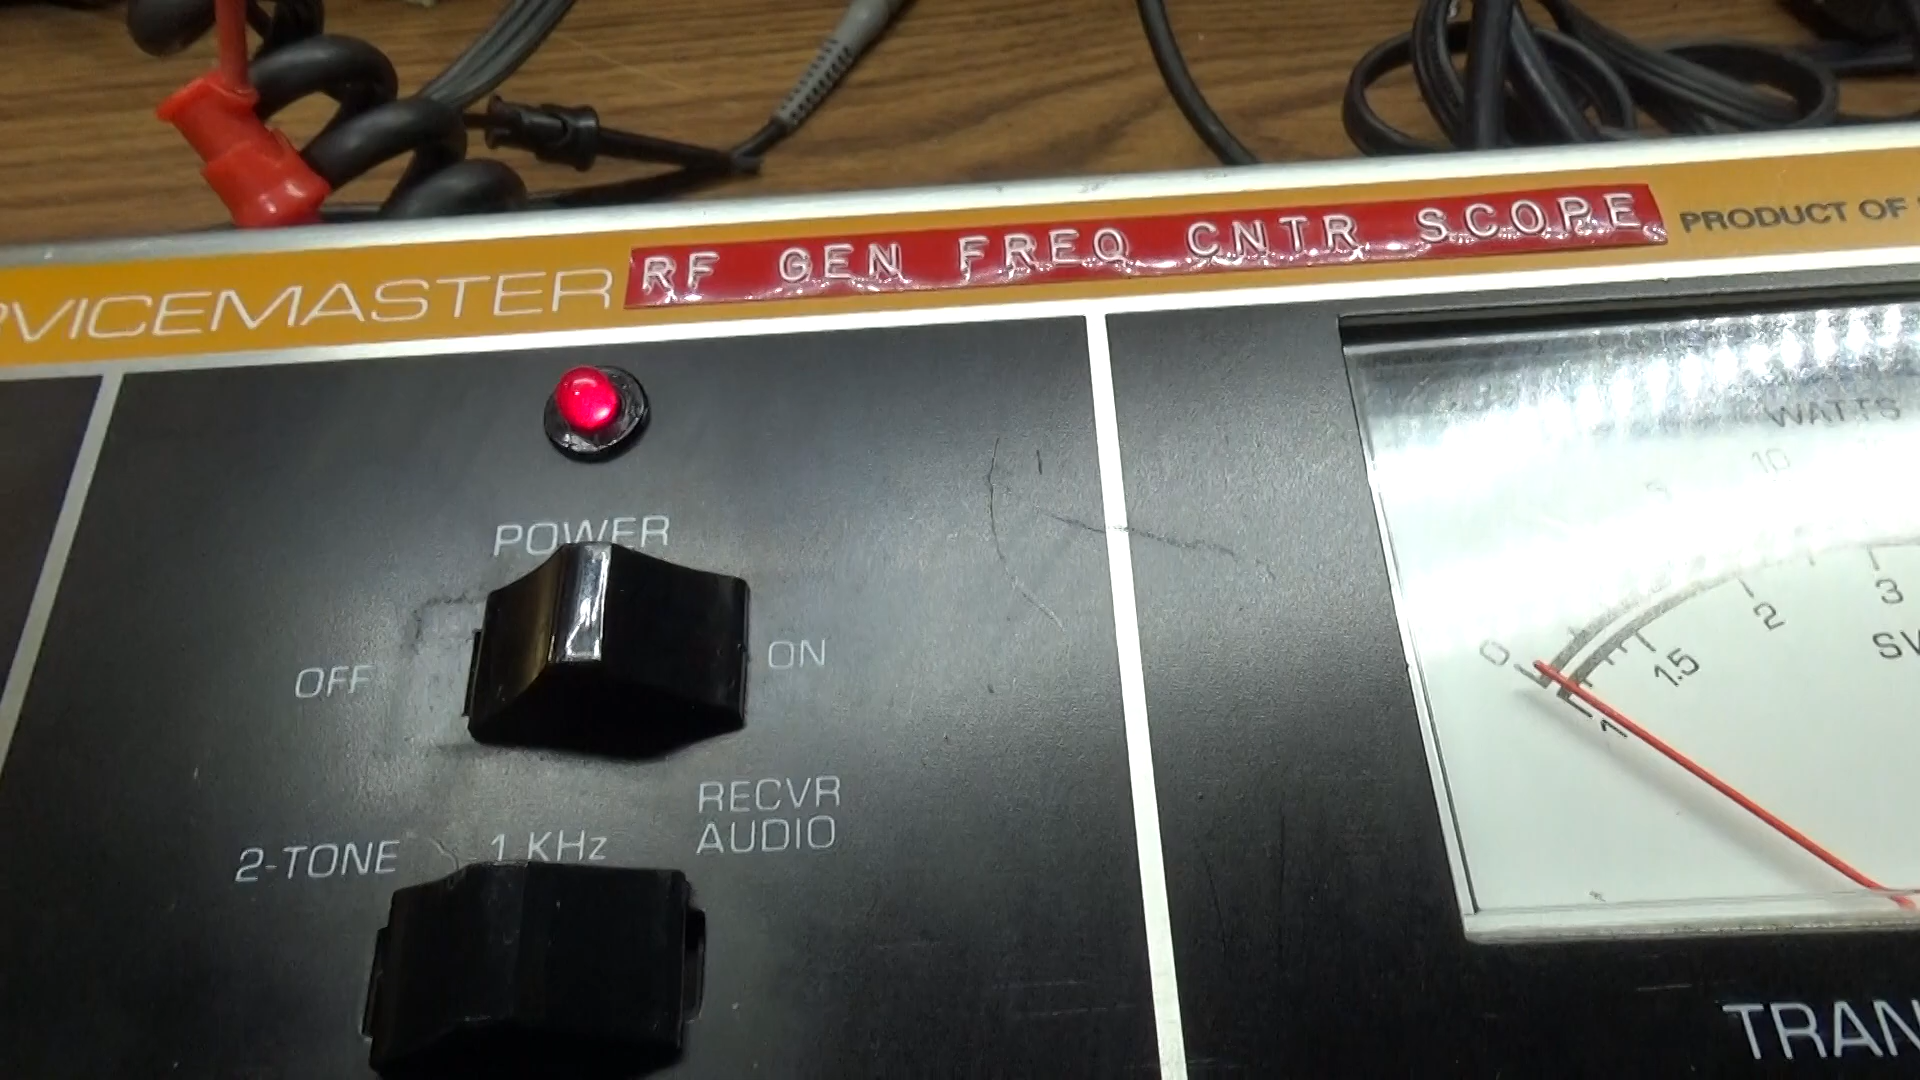 RVICEMASTER RF GEN FREQ CNTR SCOPE PRODUCT OF
WATTS
10
5
3
2
1.5
0
1
POWER
OFF
ON
RECVR
AUDIO
2-TONE
1 KHz
TRAN